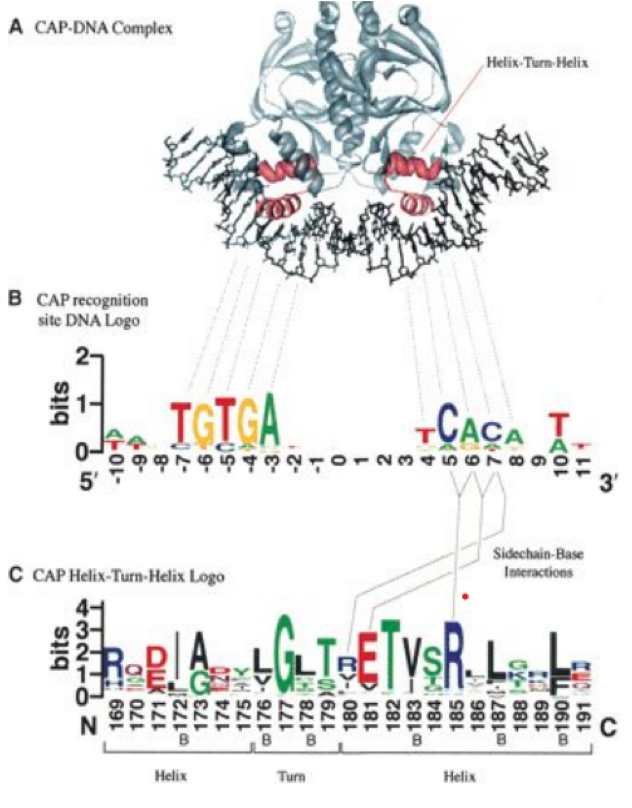 A CAP-DNA Complex
Helix-Turn-Helix
B CAP recognition
site DNA Logo
bits
2
1
0
TGTGA
TCACA
-10 -9 -8 -7 -6 -5 -4 -3 -2 -1 0 1 2 3 4 5 6 7 8 9 10 11
5′ 3′
Sidechain-Base
Interactions
C CAP Helix-Turn-Helix Logo
bits
4
3
2
1
0
R D I A L G L T R E T V S R L L
169 170 171 172 173 174 175 176 177 178 179 180 181 182 183 184 185 186 187 188 189 190 191
N C
B B B B B B
Helix Turn Helix